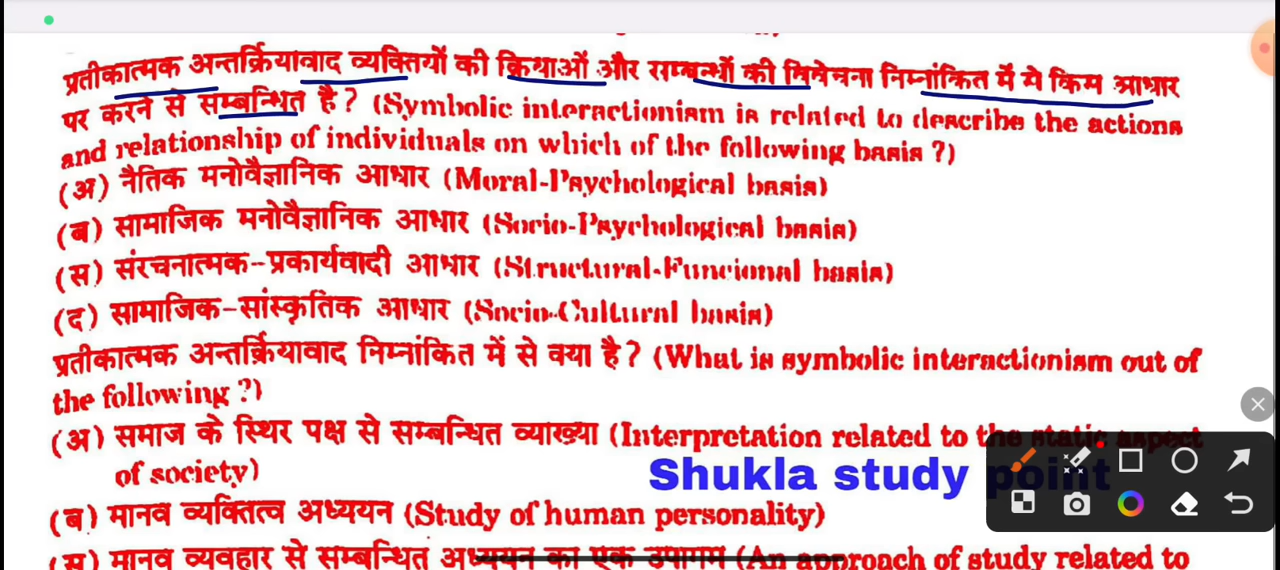 प्रतीकात्मक अन्तर्क्रियावाद व्यक्तियों की क्रियाओं और सम्बन्धों की विवेचना निम्नांकित में से किस आधार
पर करने से सम्बन्धित है? (Symbolic interactionism is related to describe the actions
and relationship of individuals on which of the following basis ?)
(अ) नैतिक मनोवैज्ञानिक आधार (Moral-Psychological basis)
(ब) सामाजिक मनोवैज्ञानिक आधार (Socio-Psychological basis)
(स) संरचनात्मक-प्रकार्यवादी आधार (Structural-Funcional basis)
(द) सामाजिक-सांस्कृतिक आधार (Socio-Cultural basis)
प्रतीकात्मक अन्तर्क्रियावाद निम्नांकित में से क्या है? (What is symbolic interactionism out of
the following ?)
(अ) समाज के स्थिर पक्ष से सम्बन्धित व्याख्या (Interpretation related to the static aspect
of society)
Shukla study point
(ब) मानव व्यक्तित्व अध्ययन (Study of human personality)
(स) मानव व्यवहार से सम्बन्धित अध्ययन का एक उपागम (An approach of study related to